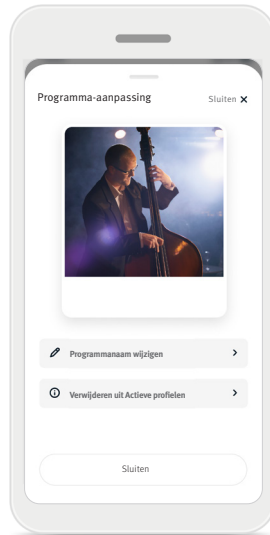 Programma-aanpassing
Sluiten ×
Programmanaam wijzigen
Verwijderen uit Actieve profielen
Sluiten